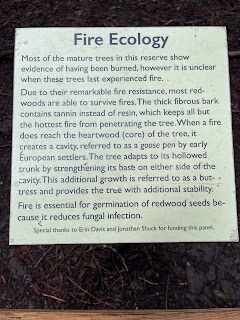 Fire Ecology
Most of the mature trees in this reserve show
evidence of having been burned, however it is unclear
when these trees last experienced fire.
Due to their remarkable fire resistance, most red-
woods are able to survive fires. The thick fibrous bark
contains tannin instead of resin, which keeps all but
the hottest fire from penetrating the tree. When a fire
does reach the heartwood (core) of the tree, it
creates a cavity, referred to as a goose pen by early
European settlers. The tree adapts to its hollowed
trunk by strengthening its base on either side of the
cavity. This additional growth is referred to as a but-
tress and provides the tree with additional stability.
Fire is essential for germination of redwood seeds be-
cause it reduces fungal infection.
Special thanks to Erin Davis and Jonathan Shuck for funding this panel.